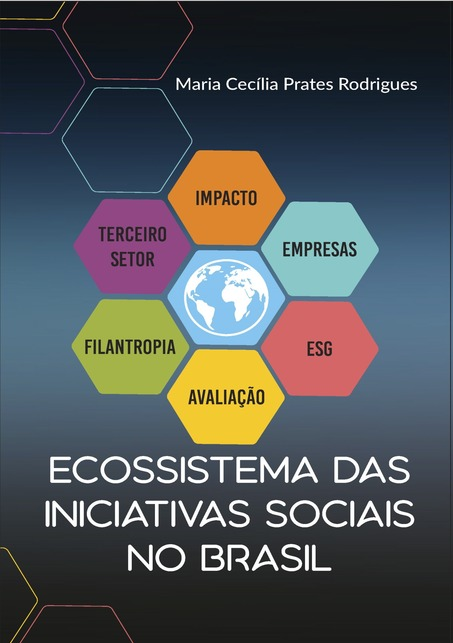 Maria Cecília Prates Rodrigues
IMPACTO
TERCEIRO
SETOR
EMPRESAS
FILANTROPIA
ESG
AVALIAÇÃO
ECOSSISTEMA DAS
INICIATIVAS SOCIAIS
NO BRASIL